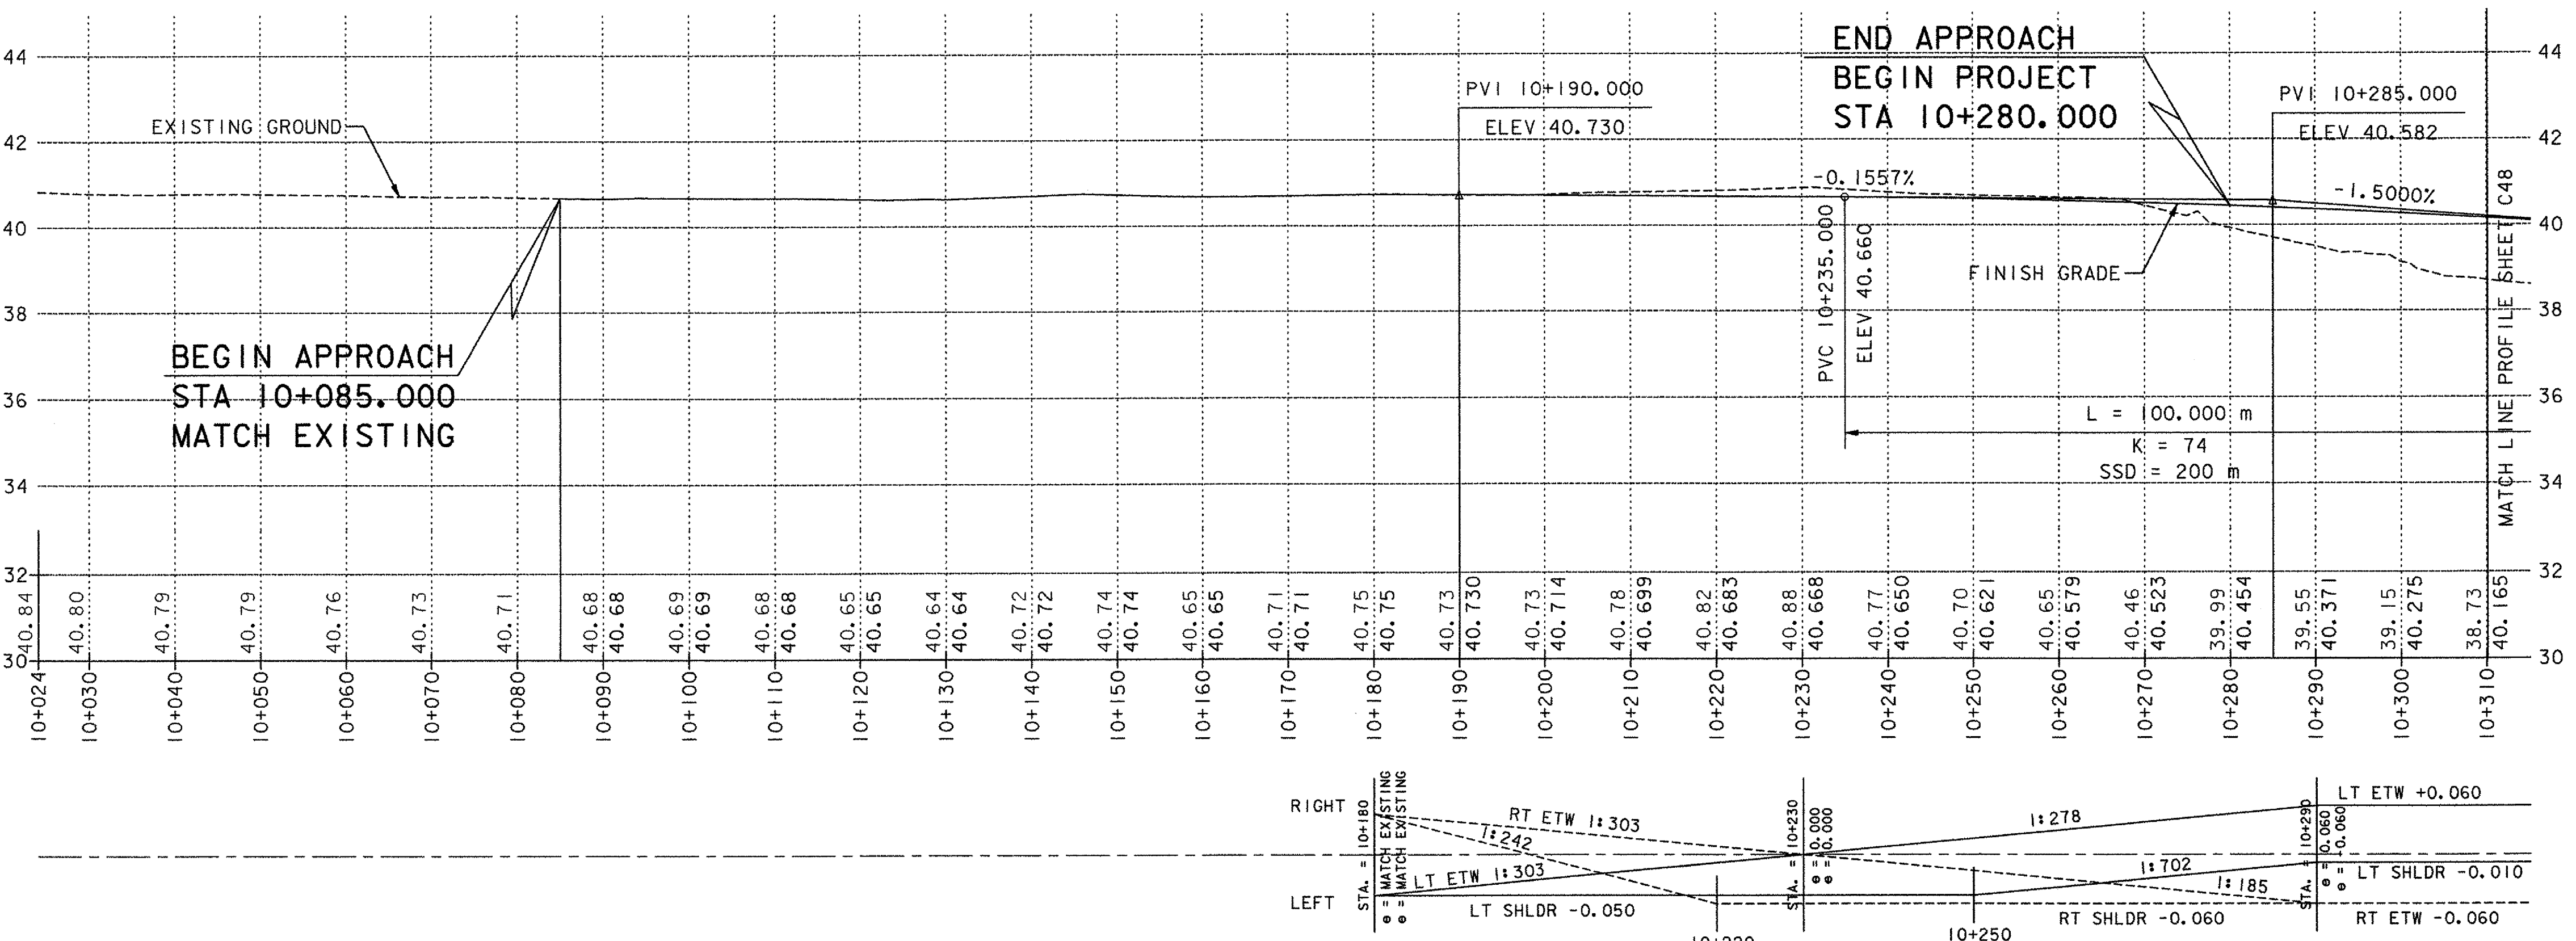 44
42
40
38
36
34
32
30
44
42
40
38
36
34
32
30
EXISTING GROUND
BEGIN APPROACH
STA 10+085.000
MATCH EXISTING
PVI 10+190.000
ELEV 40.730
END APPROACH
BEGIN PROJECT
STA 10+280.000
PVI 10+285.000
ELEV 40.582
-0.1557%
-1.5000%
PVC 10+235.000
ELEV 40.660
FINISH GRADE
L = 100.000 m
K = 74
SSD = 200 m
MATCH LINE PROFILE SHEET C48
40.84
40.80
40.79
40.79
40.76
40.73
40.71
40.68
40.68
40.69
40.69
40.68
40.68
40.65
40.65
40.64
40.64
40.72
40.72
40.74
40.74
40.65
40.65
40.71
40.71
40.75
40.75
40.73
40.730
40.73
40.714
40.78
40.699
40.82
40.683
40.88
40.668
40.77
40.650
40.70
40.621
40.65
40.579
40.46
40.523
39.99
40.454
39.55
40.371
39.15
40.275
38.73
40.165
10+024
10+030
10+040
10+050
10+060
10+070
10+080
10+090
10+100
10+110
10+120
10+130
10+140
10+150
10+160
10+170
10+180
10+190
10+200
10+210
10+220
10+230
10+240
10+250
10+260
10+270
10+280
10+290
10+300
10+310
RIGHT
LEFT
STA. = 10+180
e = MATCH EXISTING
e = MATCH EXISTING
RT ETW 1:303
1:242
LT ETW 1:303
LT SHLDR -0.050
STA. = 10+230
e = 0.000
e = 0.000
1:278
1:702
1:185
RT SHLDR -0.060
STA. = 10+290
e = 0.060
e = -0.060
LT ETW +0.060
LT SHLDR -0.010
RT ETW -0.060
10+250